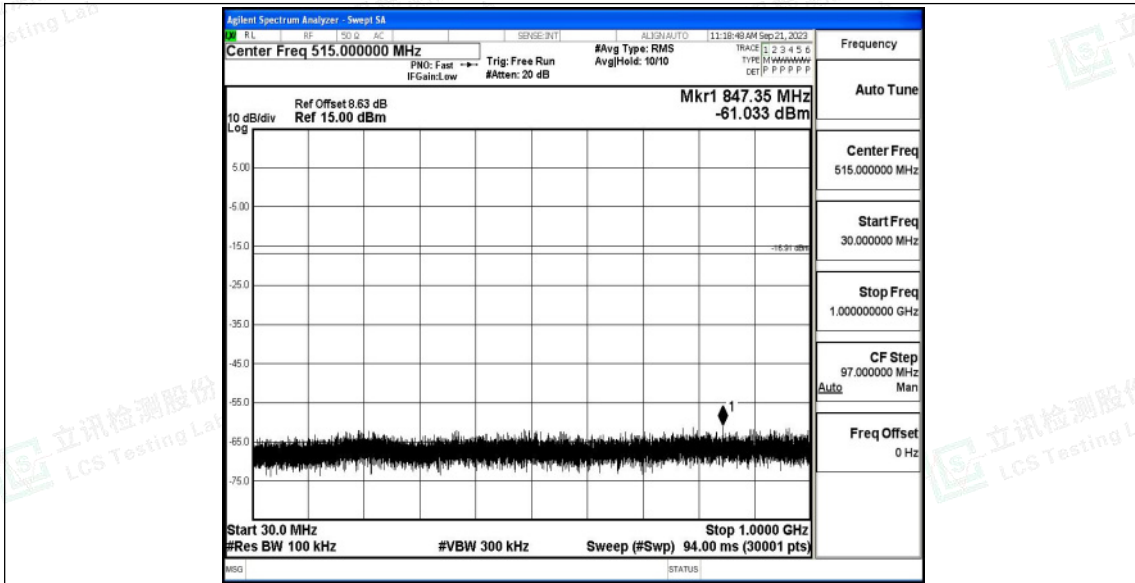 Agilent Spectrum Analyzer - Swept SA
RL RF 50 Ω AC SENSE:INT ALIGNAUTO 11:18:48 AM Sep 21, 2023
Center Freq 515.000000 MHz
PNO: Fast
IFGain:Low
Trig: Free Run
#Atten: 20 dB
#Avg Type: RMS
Avg|Hold: 10/10
TRACE 1 2 3 4 5 6
TYPE M W W W W W
DET P P P P P P
Ref Offset 8.63 dB
10 dB/div Ref 15.00 dBm
Log
Mkr1 847.35 MHz
-61.033 dBm
5.00
-5.00
-15.0
-16.91 dBm
-25.0
-35.0
-45.0
-55.0
1
-65.0
-75.0
Start 30.0 MHz
Stop 1.0000 GHz
#Res BW 100 kHz #VBW 300 kHz Sweep (#Swp) 94.00 ms (30001 pts)
MSG STATUS
Frequency
Auto Tune
Center Freq
515.000000 MHz
Start Freq
30.000000 MHz
Stop Freq
1.000000000 GHz
CF Step
97.000000 MHz
Auto Man
Freq Offset
0 Hz
立讯检测股份
LCS Testing Lab
立讯检测股份
LCS Testing L
sting Lab